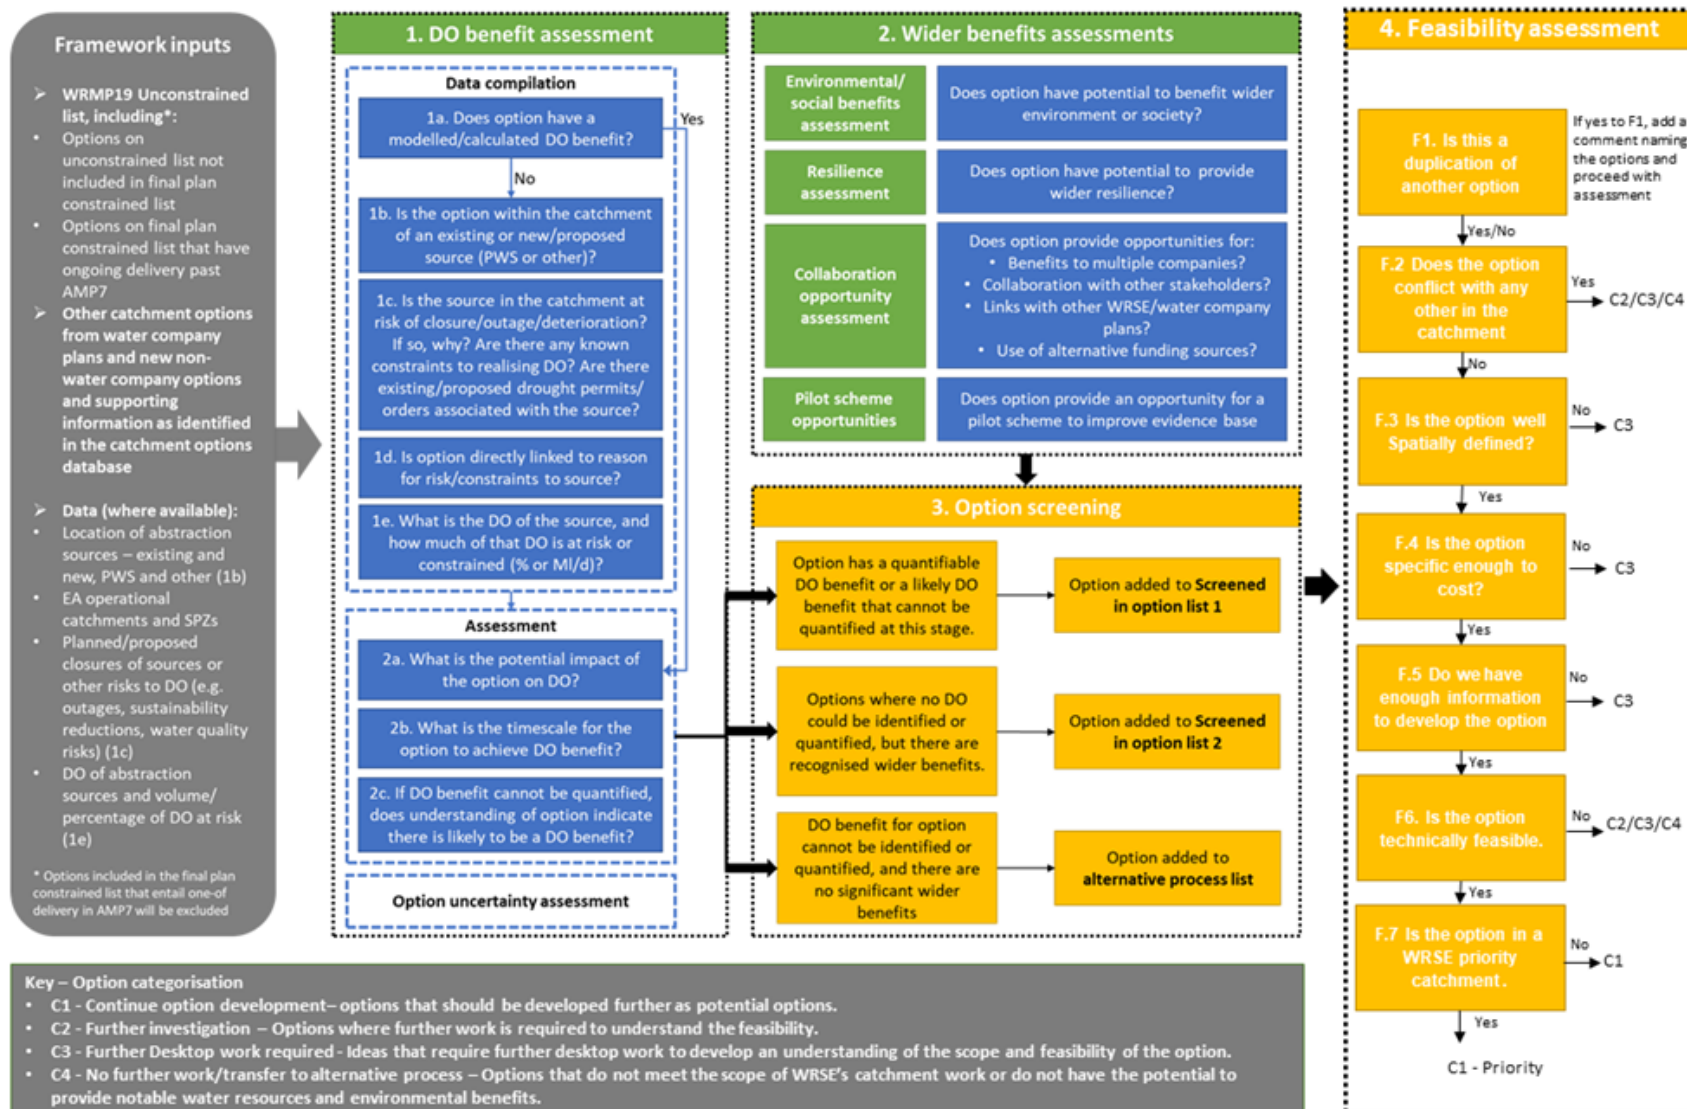 Framework inputs
➢ WRMP19 Unconstrained
list, including*:
• Options on
unconstrained list not
included in final plan
constrained list
• Options on final plan
constrained list that have
ongoing delivery past
AMP7
➢ Other catchment options
from water company
plans and new non-
water company options
and supporting
information as identified
in the catchment options
database
➢ Data (where available):
• Location of abstraction
sources – existing and
new, PWS and other (1b)
• EA operational
catchments and SPZs
• Planned/proposed
closures of sources or
other risks to DO (e.g.
outages, sustainability
reductions, water quality
risks) (1c)
• DO of abstraction
sources and volume/
percentage of DO at risk
(1e)
* Options included in the final plan
constrained list that entail one-of
delivery in AMP7 will be excluded
1. DO benefit assessment
Data compilation
1a. Does option have a
modelled/calculated DO benefit?
Yes
No
1b. Is the option within the catchment
of an existing or new/proposed
source (PWS or other)?
1c. Is the source in the catchment at
risk of closure/outage/deterioration?
If so, why? Are there any known
constraints to realising DO? Are there
existing/proposed drought permits/
orders associated with the source?
1d. Is option directly linked to reason
for risk/constraints to source?
1e. What is the DO of the source, and
how much of that DO is at risk or
constrained (% or Ml/d)?
Assessment
2a. What is the potential impact of
the option on DO?
2b. What is the timescale for the
option to achieve DO benefit?
2c. If DO benefit cannot be quantified,
does understanding of option indicate
there is likely to be a DO benefit?
Option uncertainty assessment
2. Wider benefits assessments
Environmental/
social benefits
assessment
Does option have potential to benefit wider
environment or society?
Resilience
assessment
Does option have potential to provide
wider resilience?
Collaboration
opportunity
assessment
Does option provide opportunities for:
• Benefits to multiple companies?
• Collaboration with other stakeholders?
• Links with other WRSE/water company
plans?
• Use of alternative funding sources?
Pilot scheme
opportunities
Does option provide an opportunity for a
pilot scheme to improve evidence base
3. Option screening
Option has a quantifiable
DO benefit or a likely DO
benefit that cannot be
quantified at this stage.
Option added to Screened
in option list 1
Options where no DO
could be identified or
quantified, but there are
recognised wider benefits.
Option added to Screened
in option list 2
DO benefit for option
cannot be identified or
quantified, and there are
no significant wider
benefits
Option added to
alternative process list
4. Feasibility assessment
F1. Is this a
duplication of
another option
If yes to F1, add a
comment naming
the options and
proceed with
assessment
Yes/No
F.2 Does the option
conflict with any
other in the
catchment
Yes
C2/C3/C4
No
F.3 Is the option well
Spatially defined?
No
C3
Yes
F.4 Is the option
specific enough to
cost?
No
C3
Yes
F.5 Do we have
enough information
to develop the option
No
C3
Yes
F6. Is the option
technically feasible.
No
C2/C3/C4
Yes
F.7 Is the option in a
WRSE priority
catchment.
No
C1
Yes
C1 - Priority
Key – Option categorisation
• C1 - Continue option development– options that should be developed further as potential options.
• C2 - Further investigation – Options where further work is required to understand the feasibility.
• C3 - Further Desktop work required - Ideas that require further desktop work to develop an understanding of the scope and feasibility of the option.
• C4 - No further work/transfer to alternative process – Options that do not meet the scope of WRSE's catchment work or do not have the potential to
provide notable water resources and environmental benefits.